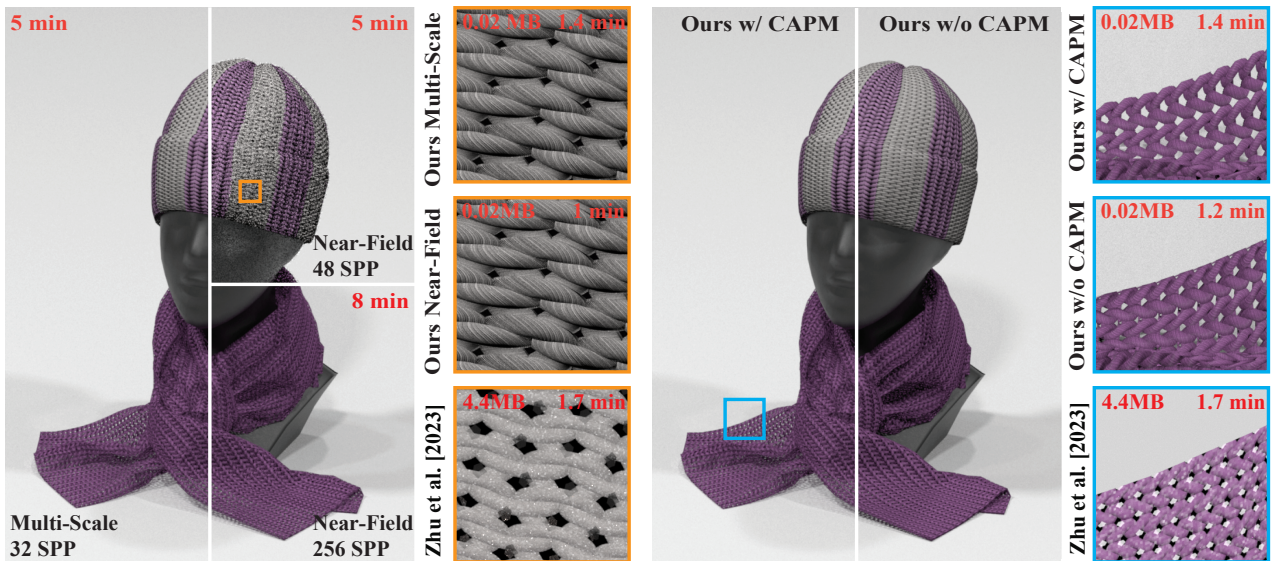 5 min
5 min
Near-Field
48 SPP
8 min
Multi-Scale
32 SPP
Near-Field
256 SPP
Ours Multi-Scale
0.02MB 1.4 min
Ours Near-Field
0.02MB 1 min
Zhu et al. [2023]
4.4MB 1.7 min
Ours w/ CAPM
Ours w/o CAPM
Ours w/ CAPM
0.02MB 1.4 min
Ours w/o CAPM
0.02MB 1.2 min
Zhu et al. [2023]
4.4MB 1.7 min